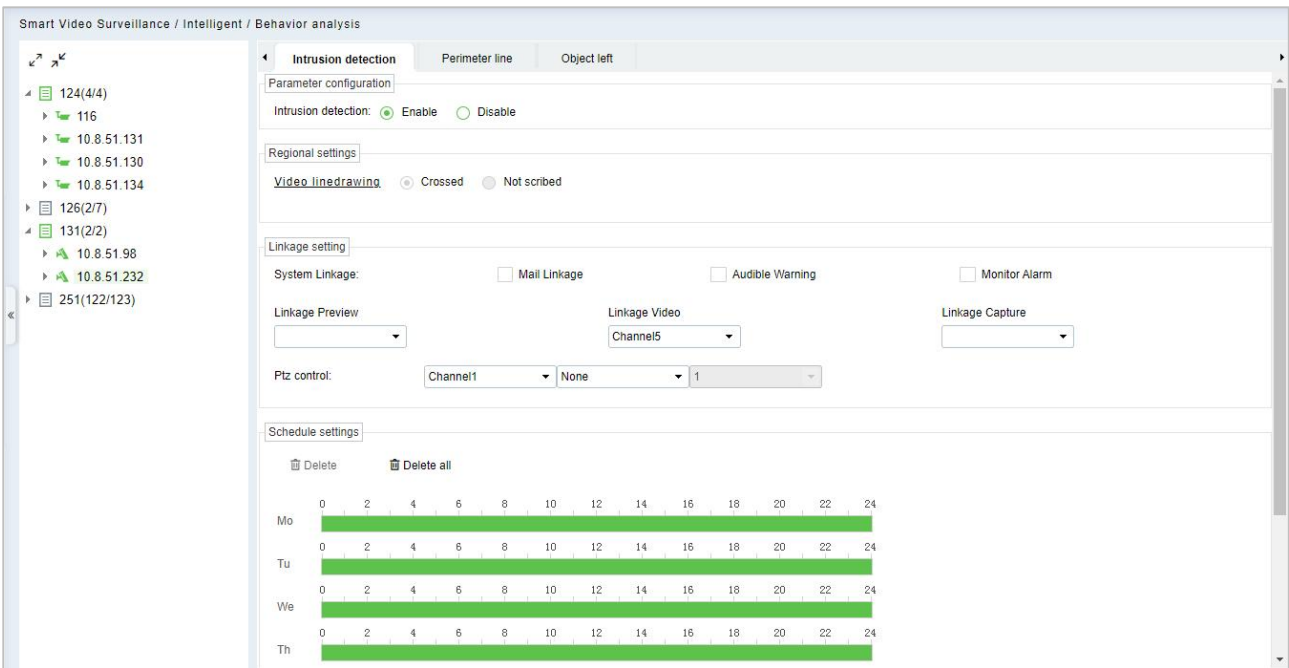 Smart Video Surveillance / Intelligent / Behavior analysis
Intrusion detection Perimeter line Object left
124(4/4)
116
10.8.51.131
10.8.51.130
10.8.51.134
126(2/7)
131(2/2)
10.8.51.98
10.8.51.232
251(122/123)
Parameter configuration
Intrusion detection: Enable Disable
Regional settings
Video linedrawing Crossed Not scribed
Linkage setting
System Linkage: Mail Linkage Audible Warning Monitor Alarm
Linkage Preview Linkage Video Linkage Capture
Channel5
Ptz control: Channel1 None 1
Schedule settings
Delete Delete all
0 2 4 6 8 10 12 14 16 18 20 22 24
Mo
0 2 4 6 8 10 12 14 16 18 20 22 24
Tu
0 2 4 6 8 10 12 14 16 18 20 22 24
We
0 2 4 6 8 10 12 14 16 18 20 22 24
Th